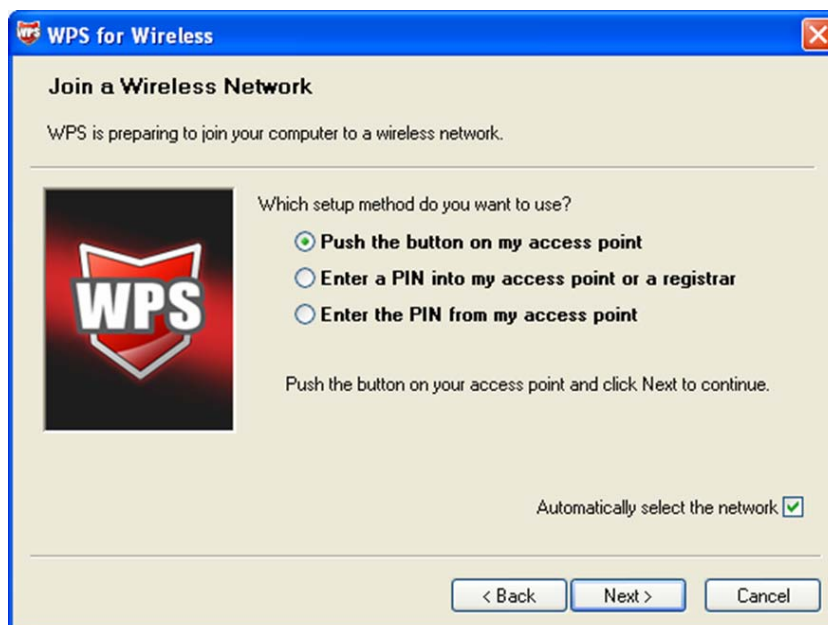 WPS for Wireless
Join a Wireless Network
WPS is preparing to join your computer to a wireless network.
WPS
Which setup method do you want to use?
Push the button on my access point
Enter a PIN into my access point or a registrar
Enter the PIN from my access point
Push the button on your access point and click Next to continue.
Automatically select the network
< Back
Next >
Cancel